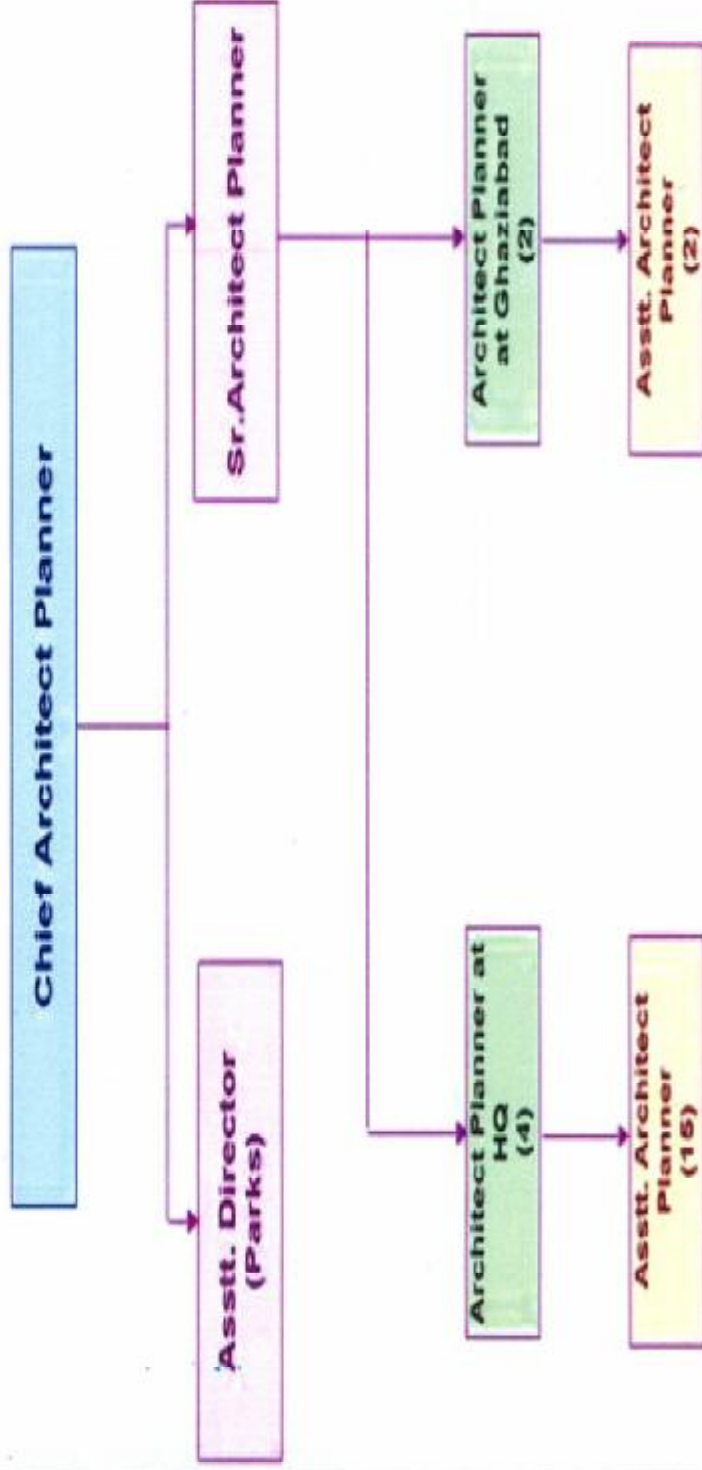 Chief Architect Planner
Asstt. Director
(Parks)
Sr.Architect Planner
Architect Planner at
HQ
(4)
Architect Planner
at Ghaziabad
(2)
Asstt. Architect
Planner
(15)
Asstt. Architect
Planner
(2)